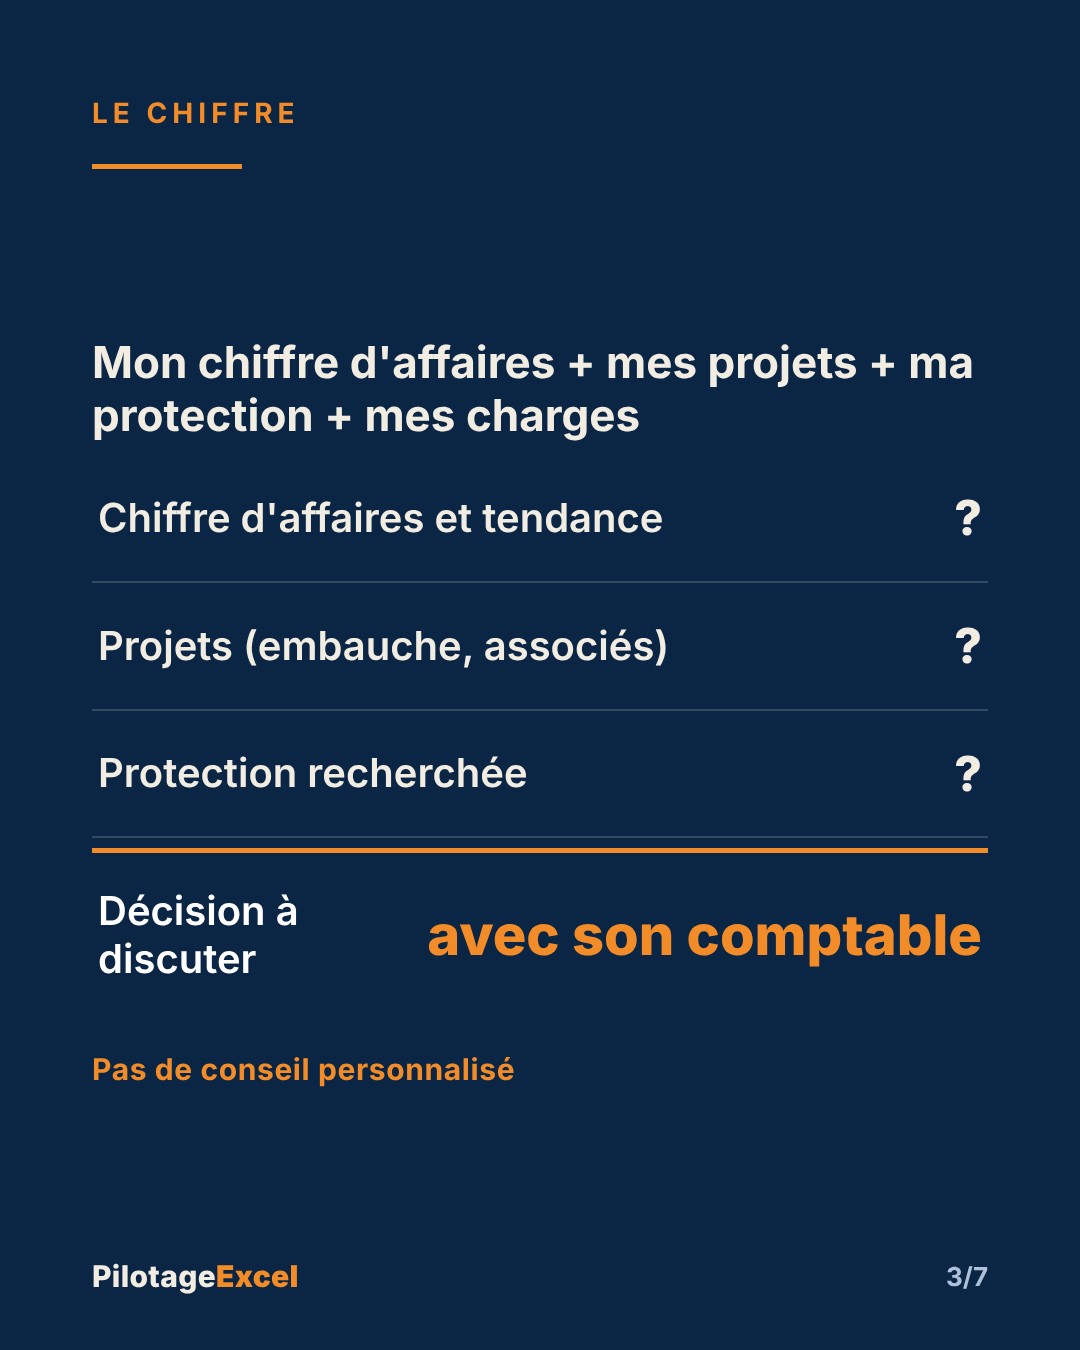 LE CHIFFRE
Mon chiffre d'affaires + mes projets + ma
protection + mes charges
Chiffre d'affaires et tendance ?
Projets (embauche, associés) ?
Protection recherchée ?
Décision à
discuter
avec son comptable
Pas de conseil personnalisé
PilotageExcel
3/7